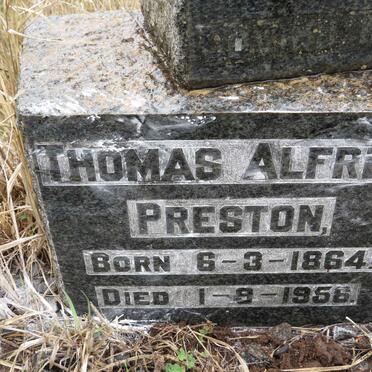 THOMAS ALFRE
PRESTON,
BORN 6-3-1864.
DIED 1-9-1956.